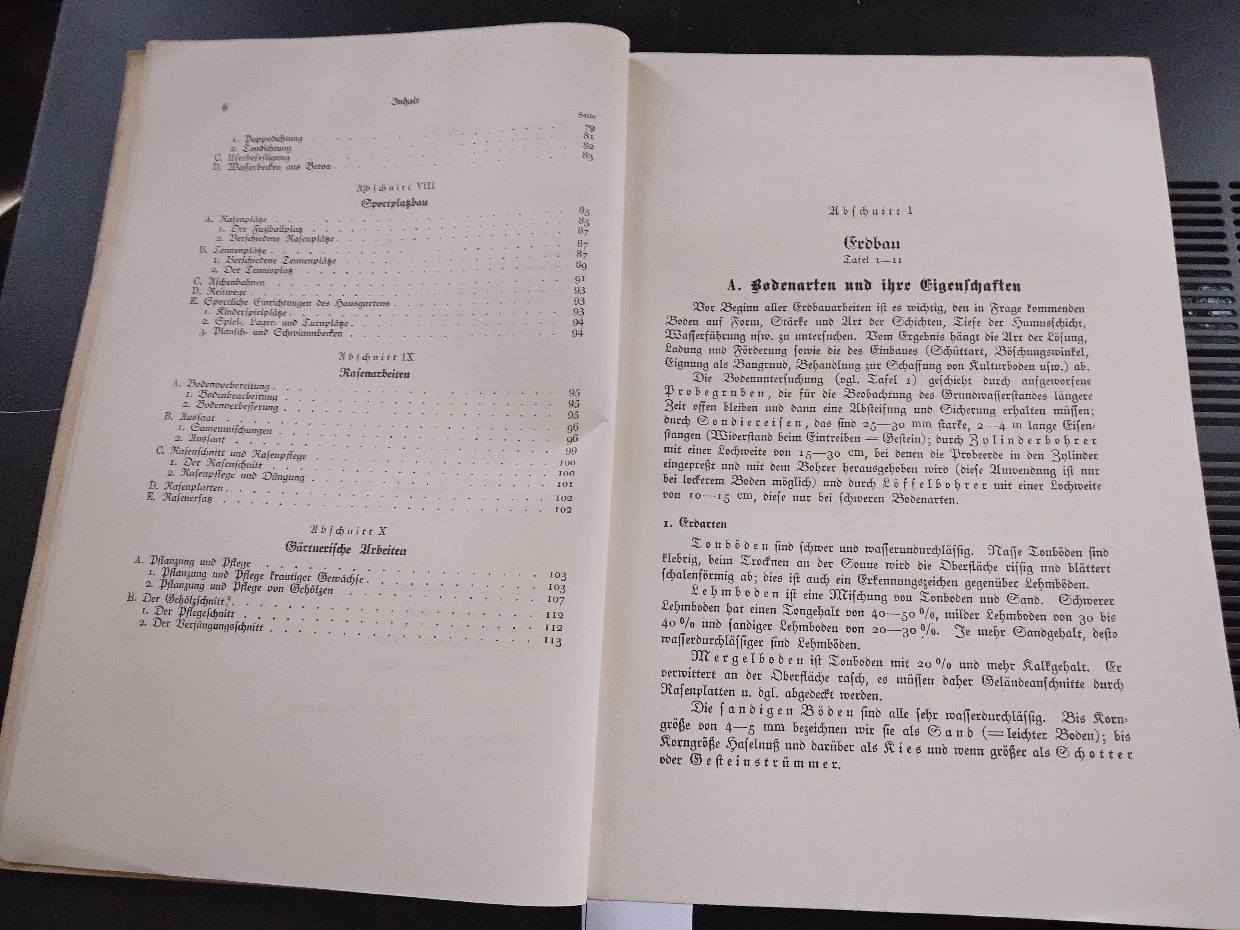 6 Inhalt
Seite
1. Pappedichtung 79
2. Tondichtung 81
C. Uferbefestigung 82
D. Wasserbecken aus Beton 83
Abschnitt VIII
Sportplatzbau
A. Rasenplätze 85
1. Der Fußballplatz 85
2. Verschiedene Rasenplätze 87
B. Tennenplätze 87
1. Verschiedene Tennenplätze 87
2. Der Tennisplatz 89
C. Aschenbahnen 91
D. Reitwege 93
E. Sportliche Einrichtungen des Hausgartens 93
1. Kinderspielplätze 93
2. Spiel-, Lager- und Turnplätze 94
3. Plansch- und Schwimmbecken 94
Abschnitt IX
Rasenarbeiten
A. Bodenvorbereitung 95
1. Bodenbearbeitung 95
2. Bodenverbesserung 95
B. Aussaat 96
1. Samenmischungen 96
2. Aussaat 99
C. Rasenschnitt und Rasenpflege 100
1. Der Rasenschnitt 100
2. Rasenpflege und Düngung 101
D. Rasenplatten 102
E. Rasenersatz 102
Abschnitt X
Gärtnerische Arbeiten
A. Pflanzung und Pflege 103
1. Pflanzung und Pflege krautiger Gewächse 103
2. Pflanzung und Pflege von Gehölzen 107
B. Der Gehölzschnitt 112
1. Der Pflegeschnitt 112
2. Der Verjüngungsschnitt 113
Abschnitt I
Erdbau
Tafel 1—11
A. Bodenarten und ihre Eigenschaften
Vor Beginn aller Erdbauarbeiten ist es wichtig, den in Frage kommenden
Boden auf Form, Stärke und Art der Schichten, Tiefe der Humusschicht,
Wasserführung usw. zu untersuchen. Vom Ergebnis hängt die Art der Lösung,
Ladung und Förderung sowie die des Einbaues (Schüttart, Böschungswinkel,
Eignung als Baugrund, Behandlung zur Schaffung von Kulturboden usw.) ab.
Die Bodenuntersuchung (vgl. Tafel 1) geschieht durch aufgeworfene
Probegruben, die für die Beobachtung des Grundwasserstandes längere
Zeit offen bleiben und dann eine Absteifung und Sicherung erhalten müssen;
durch Sondiereisen, das sind 25—30 mm starke, 2—4 m lange Eisen-
stangen (Widerstand beim Eintreiben = Gestein); durch Zylinderbohrer
mit einer Lochweite von 15—30 cm, bei denen die Probeerde in den Zylinder
eingepreßt und mit dem Bohrer herausgehoben wird (diese Anwendung ist nur
bei lockerem Boden möglich) und durch Löffelbohrer mit einer Lochweite
von 10—15 cm, diese nur bei schweren Bodenarten.
1. Erdarten
Tonböden sind schwer und wasserundurchlässig. Nasse Tonböden sind
klebrig, beim Trocknen an der Sonne wird die Oberfläche rissig und blättert
schalenförmig ab; dies ist auch ein Erkennungszeichen gegenüber Lehmböden.
Lehmboden ist eine Mischung von Tonboden und Sand. Schwerer
Lehmboden hat einen Tongehalt von 40—50 %, milder Lehmboden von 30 bis
40 % und sandiger Lehmboden von 20—30 %. Je mehr Sandgehalt, desto
wasserdurchlässiger sind Lehmböden.
Mergelboden ist Tonboden mit 20 % und mehr Kalkgehalt. Er
verwittert an der Oberfläche rasch, es müssen daher Geländeanschnitte durch
Rasenplatten u. dgl. abgedeckt werden.
Die sandigen Böden sind alle sehr wasserdurchlässig. Bis Korn-
größe von 4—5 mm bezeichnen wir sie als Sand (= leichter Boden); bis
Korngröße Haselnuß und darüber als Kies und wenn größer als Schotter
oder Gesteinstrümmer.